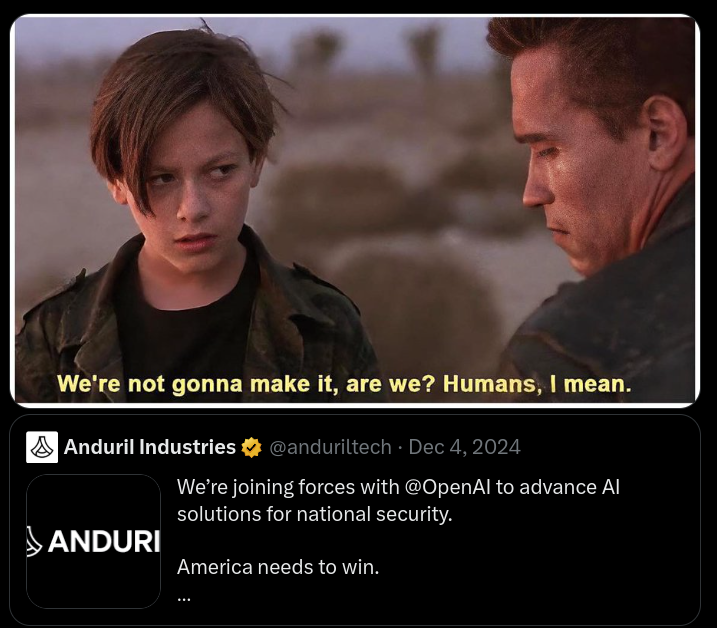 We're not gonna make it, are we? Humans, I mean.
Anduril Industries @anduriltech · Dec 4, 2024
ANDURI
We’re joining forces with @OpenAI to advance AI
solutions for national security.
America needs to win.
...